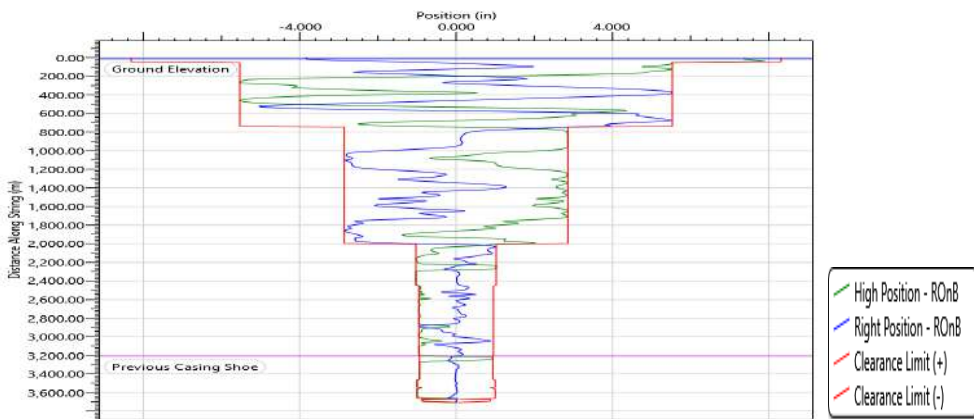 Position (in)
-4.000 0.000 4.000
0.00
Ground Elevation
200.00
400.00
600.00
800.00
1,000.00
1,200.00
1,400.00
1,600.00
1,800.00
2,000.00
2,200.00
2,400.00
2,600.00
2,800.00
3,000.00
3,200.00
Previous Casing Shoe
3,400.00
3,600.00
Distance Along String (m)
High Position - ROnB
Right Position - ROnB
Clearance Limit (+)
Clearance Limit (-)